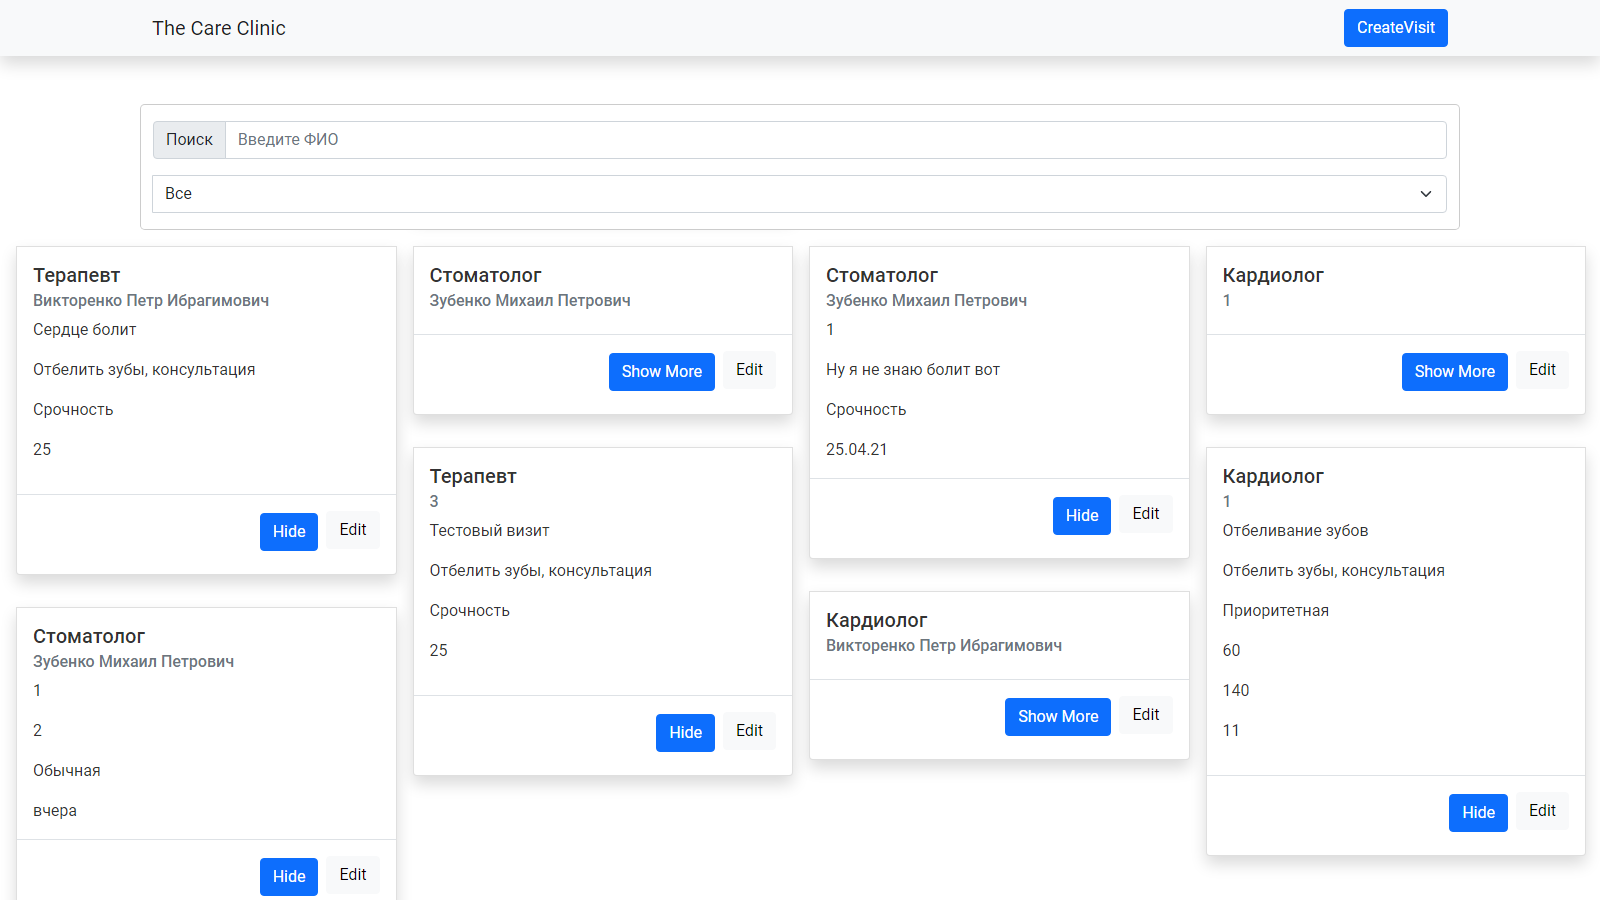 The Care Clinic
CreateVisit
Поиск
Введите ФИО
Все
Терапевт
Викторенко Петр Ибрагимович
Сердце болит
Отбелить зубы, консультация
Срочность
25
Hide
Edit
Стоматолог
Зубенко Михаил Петрович
1
2
Обычная
вчера
Hide
Edit
Стоматолог
Зубенко Михаил Петрович
Show More
Edit
Терапевт
3
Тестовый визит
Отбелить зубы, консультация
Срочность
25
Hide
Edit
Стоматолог
Зубенко Михаил Петрович
1
Ну я не знаю болит вот
Срочность
25.04.21
Hide
Edit
Кардиолог
Викторенко Петр Ибрагимович
Show More
Edit
Кардиолог
1
Show More
Edit
Кардиолог
1
Отбеливание зубов
Отбелить зубы, консультация
Приоритетная
60
140
11
Hide
Edit